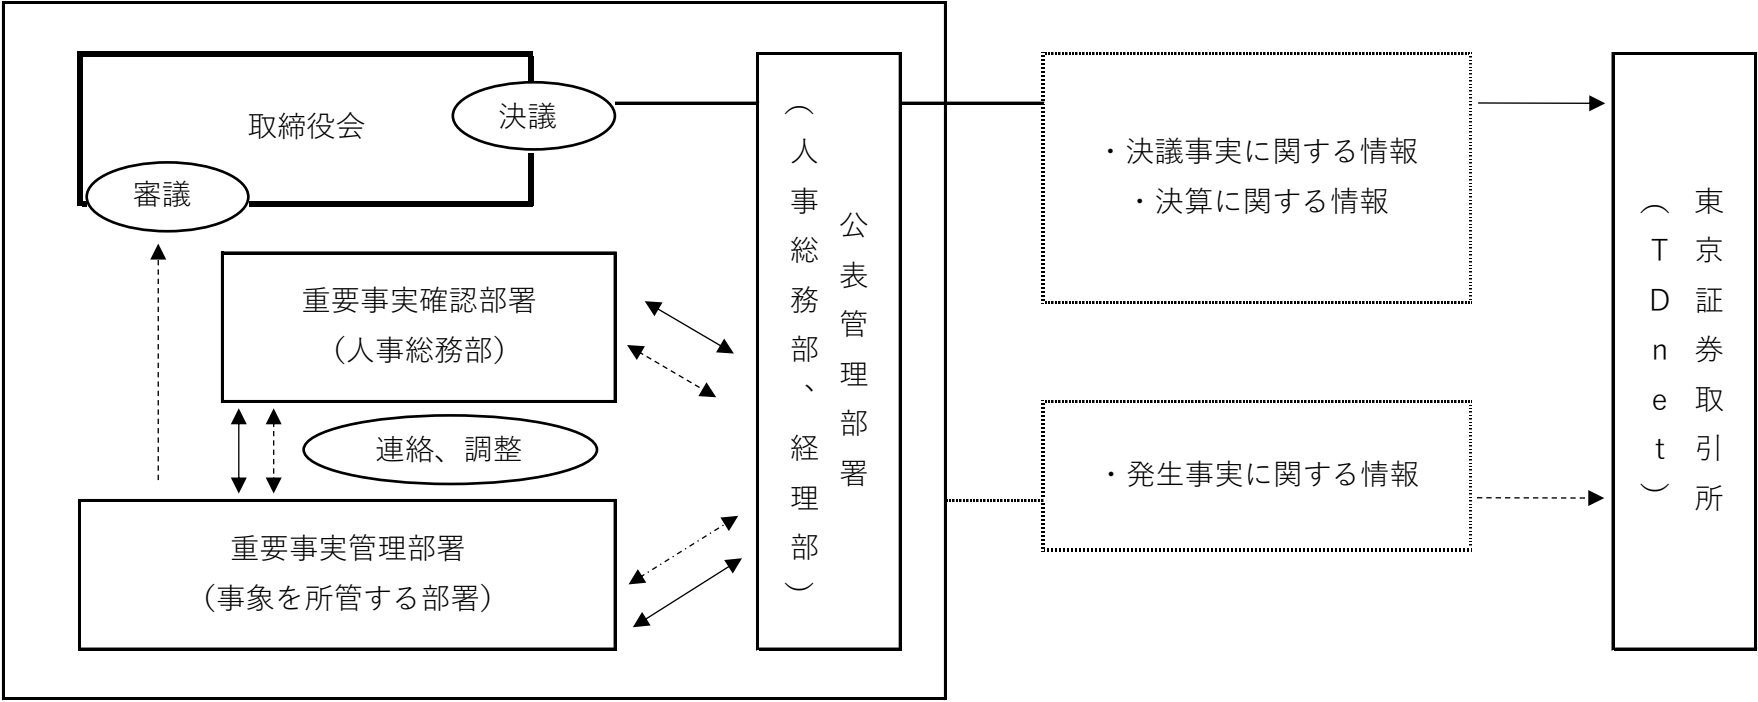 取締役会
決議
審議
重要事実確認部署
（人事総務部）
連絡、調整
重要事実管理部署
（事象を所管する部署）
公表管理部署
（人事総務部、経理部）
・決議事実に関する情報
・決算に関する情報
・発生事実に関する情報
東京証券取引所
（TDnet）